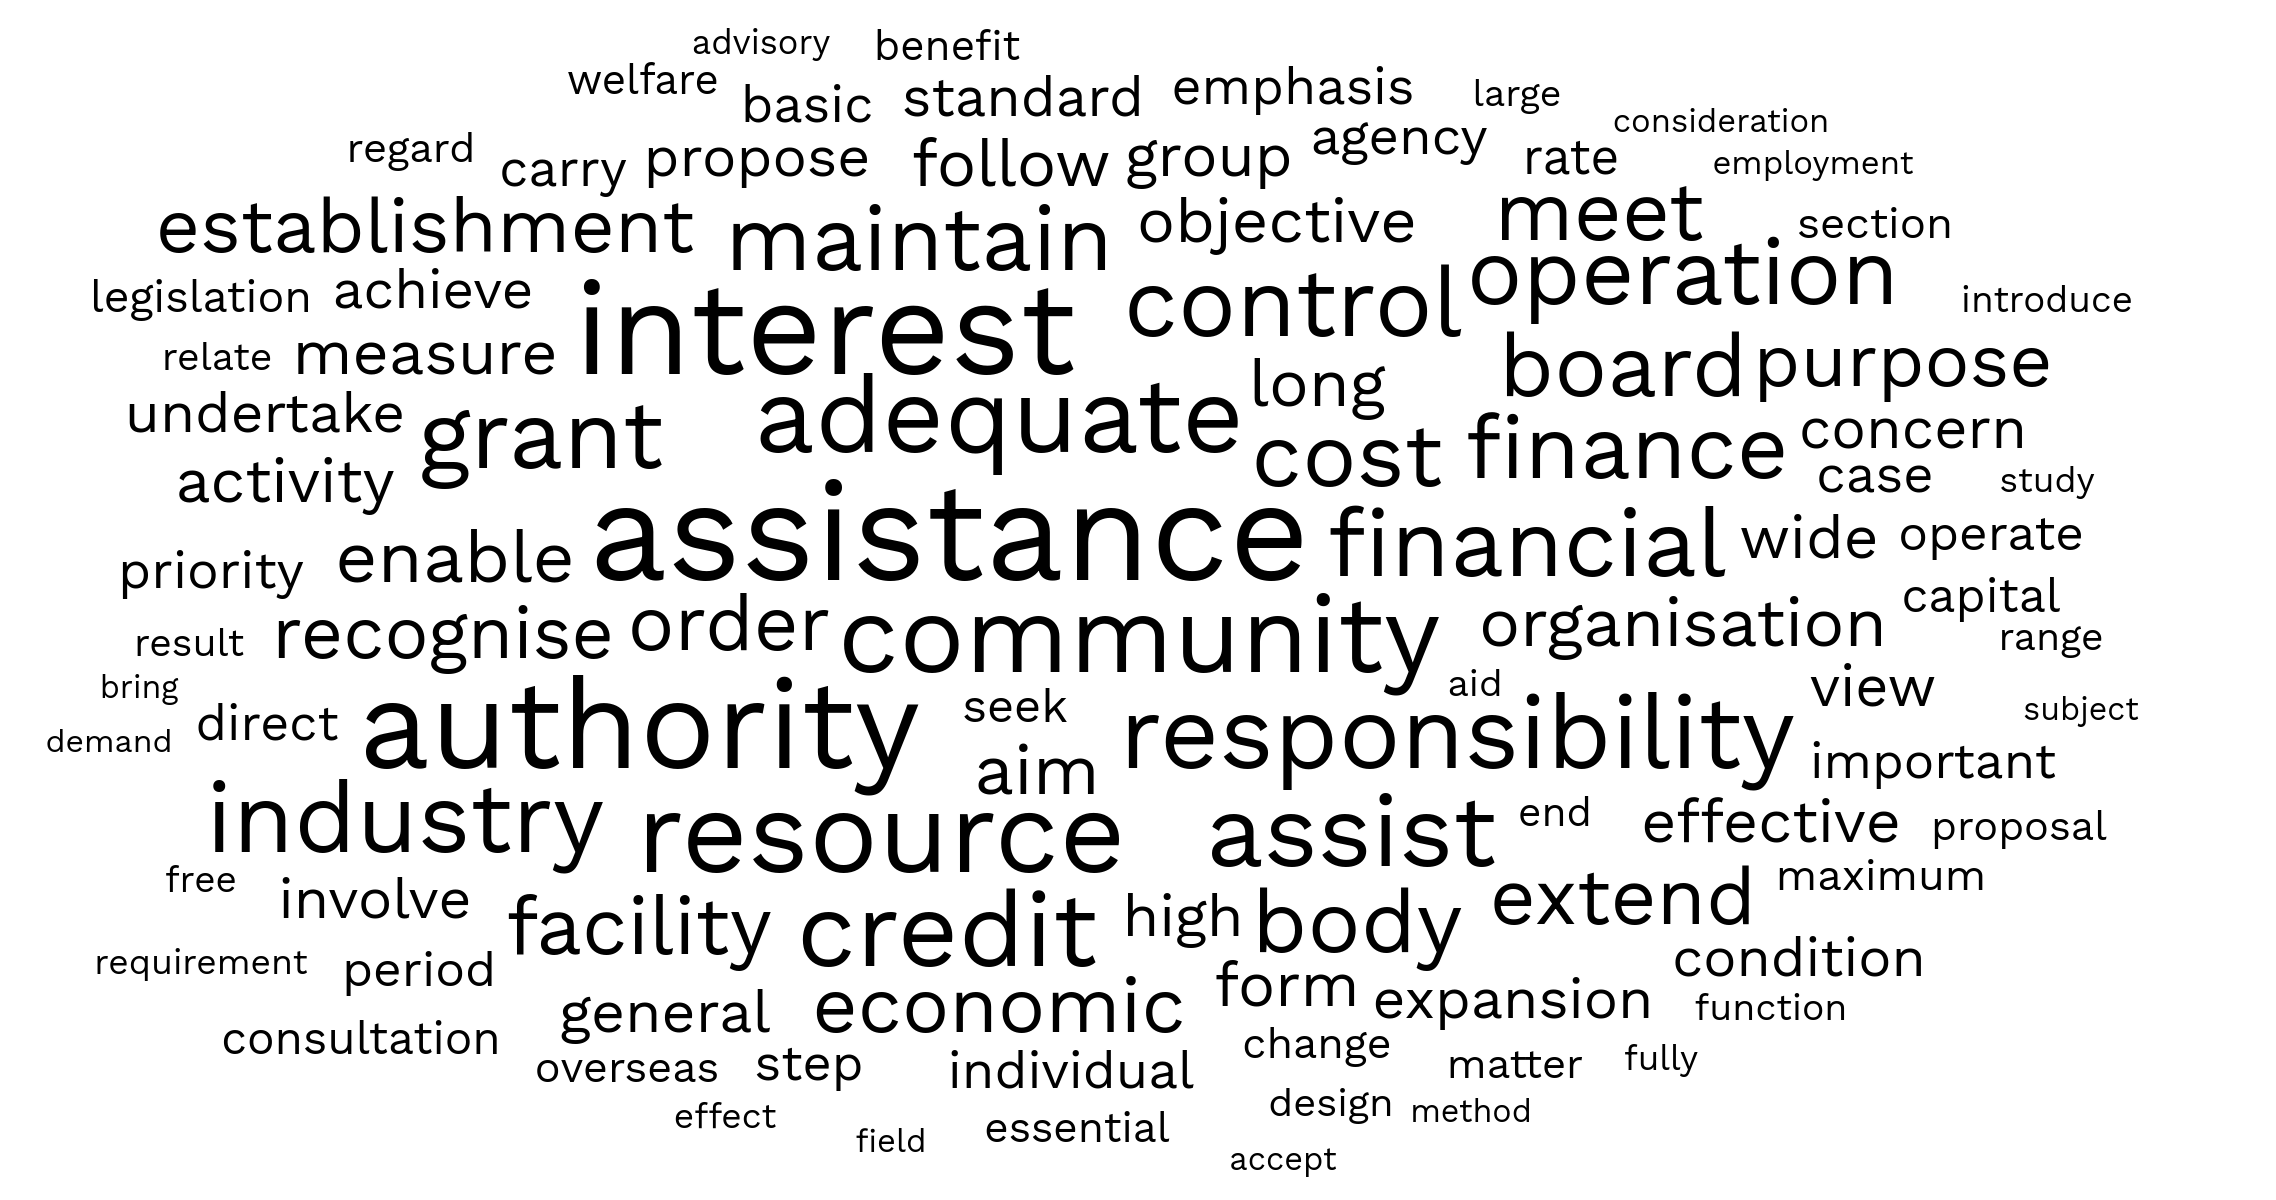 advisory benefit
welfare basic standard emphasis large
consideration
regard carry propose follow group agency rate employment
establishment maintain objective meet section
legislation achieve interest control operation introduce
relate measure long board purpose
undertake grant adequate cost finance concern
activity case study
priority enable assistance financial wide operate
capital
result recognise order community organisation range
bring seek aid view
demand direct authority responsibility subject
aim important
industry resource assist end effective proposal
free involve extend maximum
facility credit high body
requirement period form condition
general economic expansion function
consultation overseas step individual change matter fully
effect essential design method
field accept